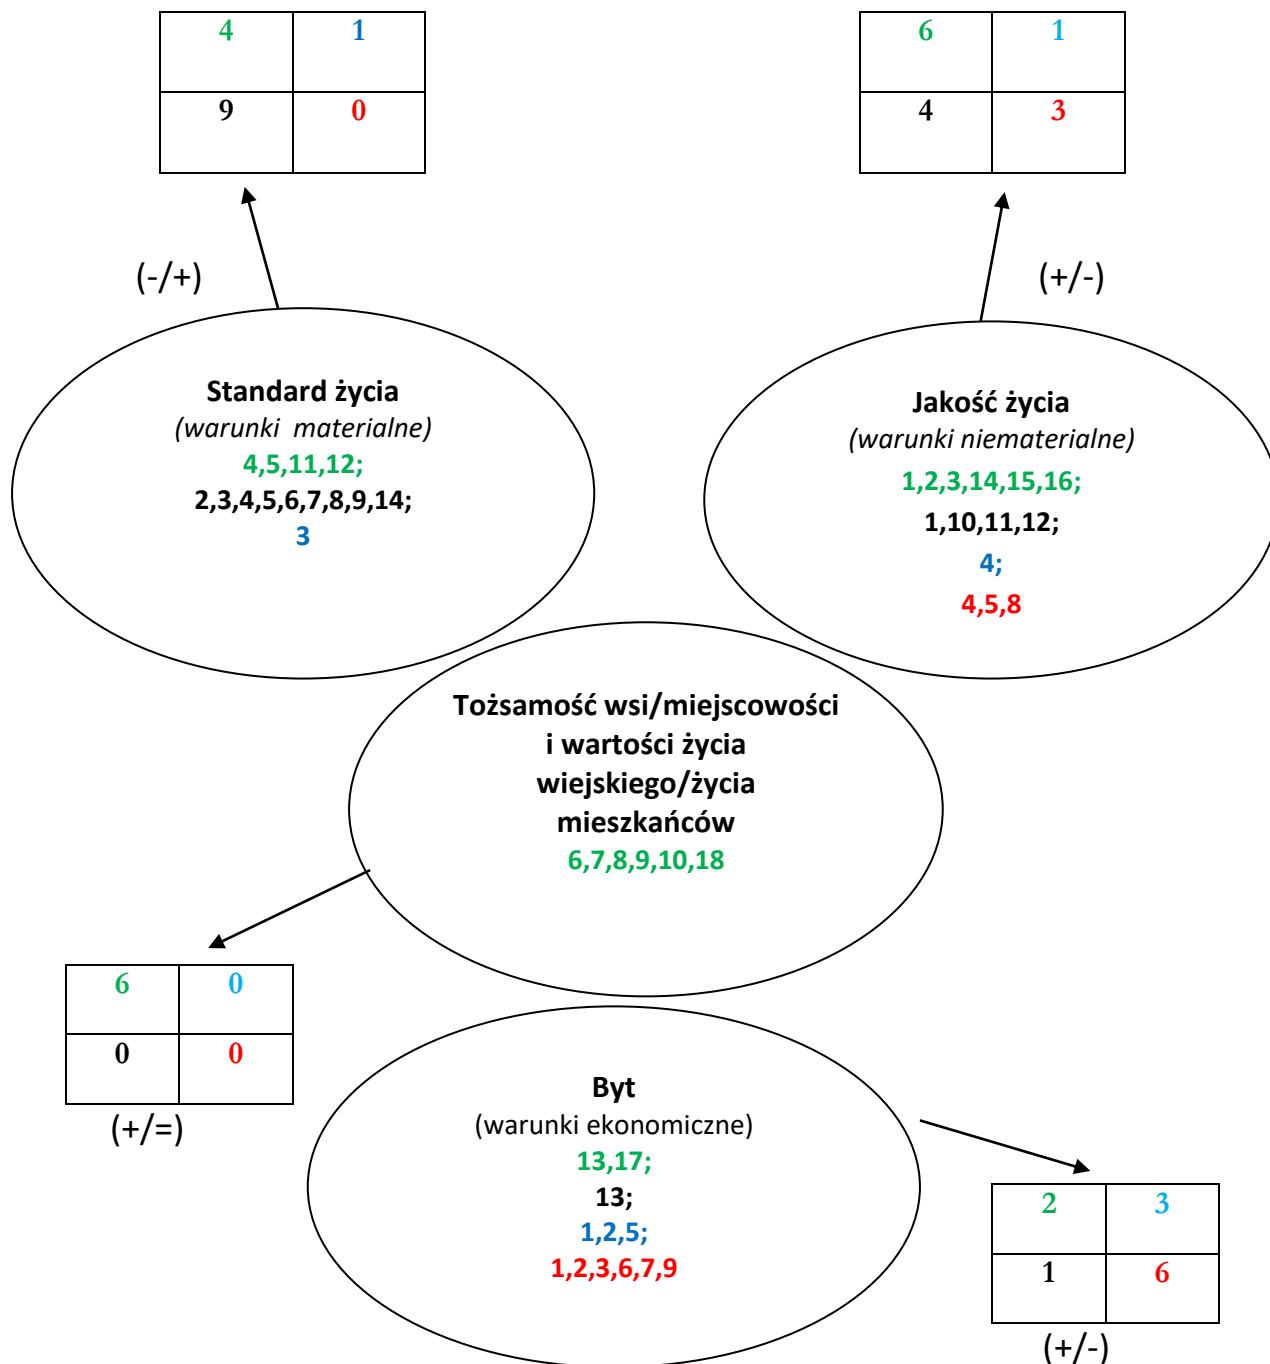 4 1
9 0
6 1
4 3
(-/+)
(+/-)
Standard życia
(warunki materialne)
4,5,11,12;
2,3,4,5,6,7,8,9,14;
3
Jakość życia
(warunki niematerialne)
1,2,3,14,15,16;
1,10,11,12;
4;
4,5,8
Tożsamość wsi/miejscowości
i wartości życia
wiejskiego/życia
mieszkańców
6,7,8,9,10,18
6 0
0 0
(+/=)
Byt
(warunki ekonomiczne)
13,17;
13;
1,2,5;
1,2,3,6,7,9
2 3
1 6
(+/-)